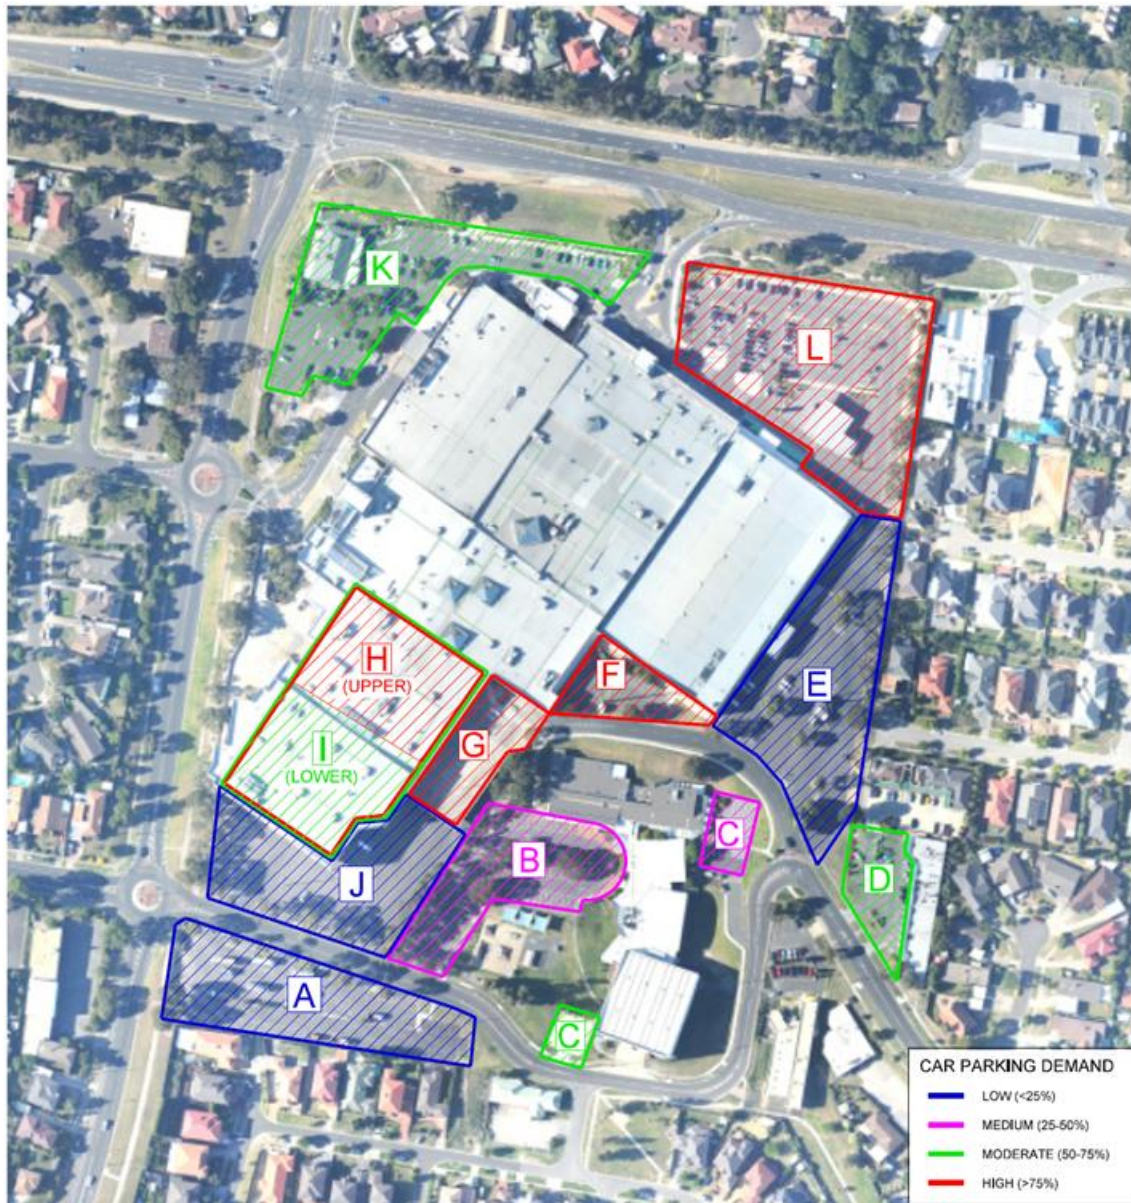 K
L
H
(UPPER)
F
E
G
I
(LOWER)
C
B
D
J
A
C
CAR PARKING DEMAND
LOW (<25%)
MEDIUM (25-50%)
MODERATE (50-75%)
HIGH (>75%)